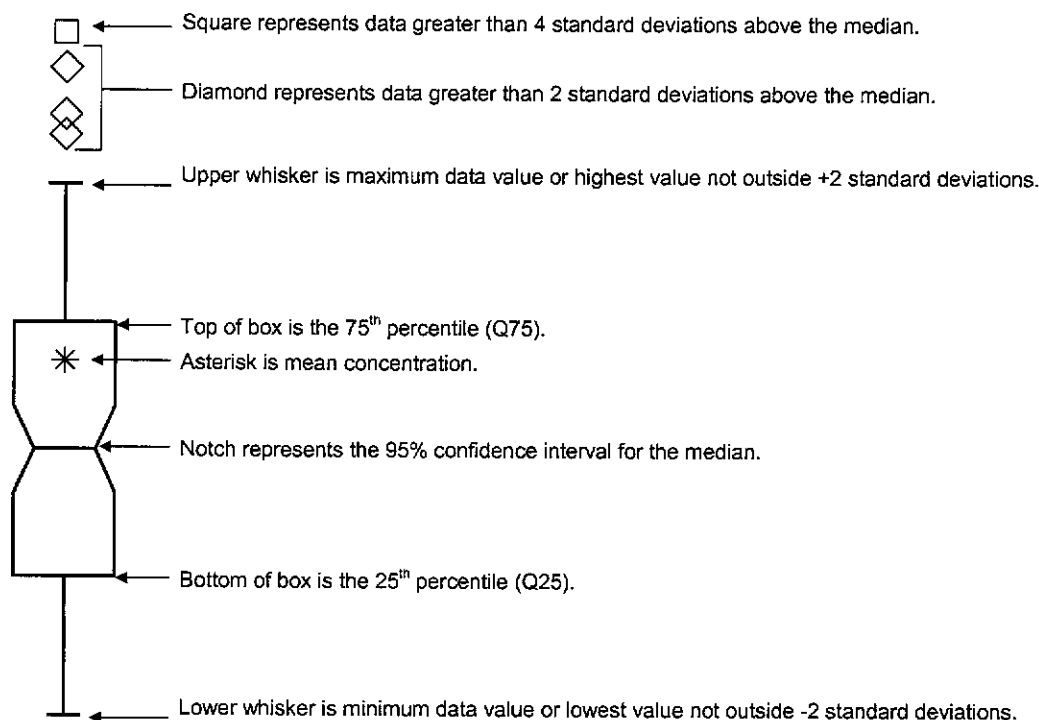 Square represents data greater than 4 standard deviations above the median.
Diamond represents data greater than 2 standard deviations above the median.
Upper whisker is maximum data value or highest value not outside +2 standard deviations.
Top of box is the 75th percentile (Q75).
Asterisk is mean concentration.
Notch represents the 95% confidence interval for the median.
Bottom of box is the 25th percentile (Q25).
Lower whisker is minimum data value or lowest value not outside -2 standard deviations.